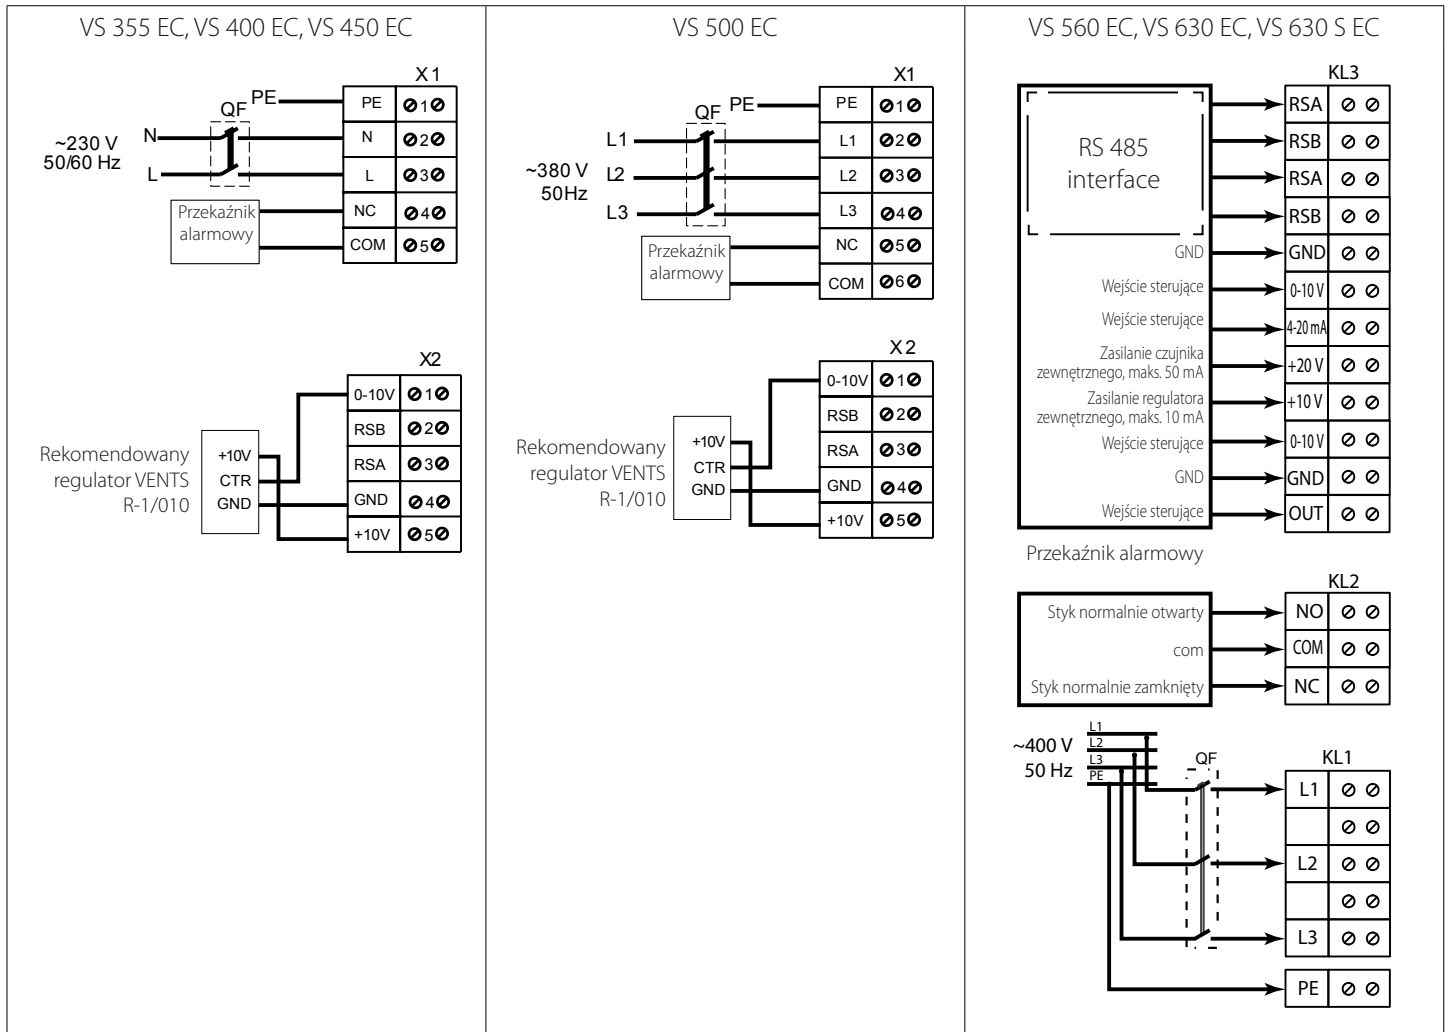 VS 355 EC, VS 400 EC, VS 450 EC
X1
QF
PE
PE
1
N
N
2
~230 V
50/60 Hz
L
L
3
Przekaźnik
alarmowy
NC
4
COM
5
X2
0-10V
1
RSB
2
RSA
3
GND
4
+10V
5
Rekomendowany
regulator VENTS
R-1/010
+10V
CTR
GND
VS 500 EC
X1
QF
PE
PE
1
L1
L1
2
~380 V
50Hz
L2
L2
3
L3
L3
4
Przekaźnik
alarmowy
NC
5
COM
6
X2
0-10V
1
RSB
2
RSA
3
GND
4
+10V
5
Rekomendowany
regulator VENTS
R-1/010
+10V
CTR
GND
VS 560 EC, VS 630 EC, VS 630 S EC
KL3
RS 485
interface
RSA
RSB
RSA
RSB
GND
GND
Wejście sterujące
0-10 V
Wejście sterujące
4-20 mA
Zasilanie czujnika
zewnętrznego, maks. 50 mA
+20 V
Zasilanie regulatora
zewnętrznego, maks. 10 mA
+10 V
Wejście sterujące
0-10 V
GND
GND
Wejście sterujące
OUT
Przekaźnik alarmowy
KL2
Styk normalnie otwarty
NO
com
COM
Styk normalnie zamknięty
NC
~400 V
50 Hz
L1
L2
L3
PE
QF
KL1
L1
L2
L3
PE